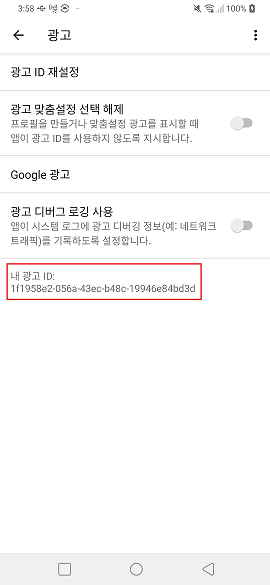 3:58 100%
광고
광고 ID 재설정
광고 맞춤설정 선택 해제
프로필을 만들거나 맞춤설정 광고를 표시할 때
앱이 광고 ID를 사용하지 않도록 지시합니다.
Google 광고
광고 디버그 로깅 사용
앱이 시스템 로그에 광고 디버깅 정보(예: 네트워크
트래픽)를 기록하도록 설정합니다.
내 광고 ID:
1f1958e2-056a-43ec-b48c-19946e84bd3d